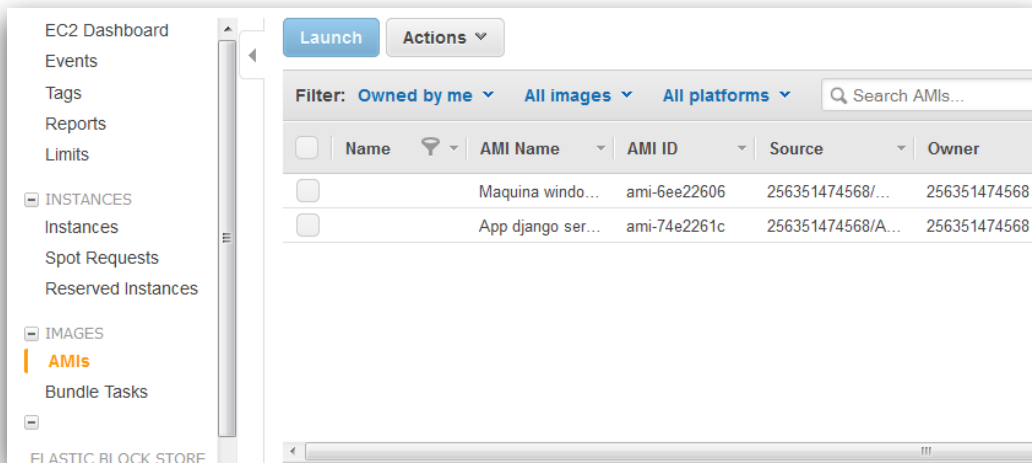 EC2 Dashboard
Events
Tags
Reports
Limits
INSTANCES
Instances
Spot Requests
Reserved Instances
IMAGES
AMIs
Bundle Tasks
ELASTIC BLOCK STORE
Launch Actions
Filter: Owned by me All images All platforms Search AMIs...
Name AMI Name AMI ID Source Owner
Maquina windo... ami-6ee22606 256351474568/... 256351474568
App django ser... ami-74e2261c 256351474568/A... 256351474568